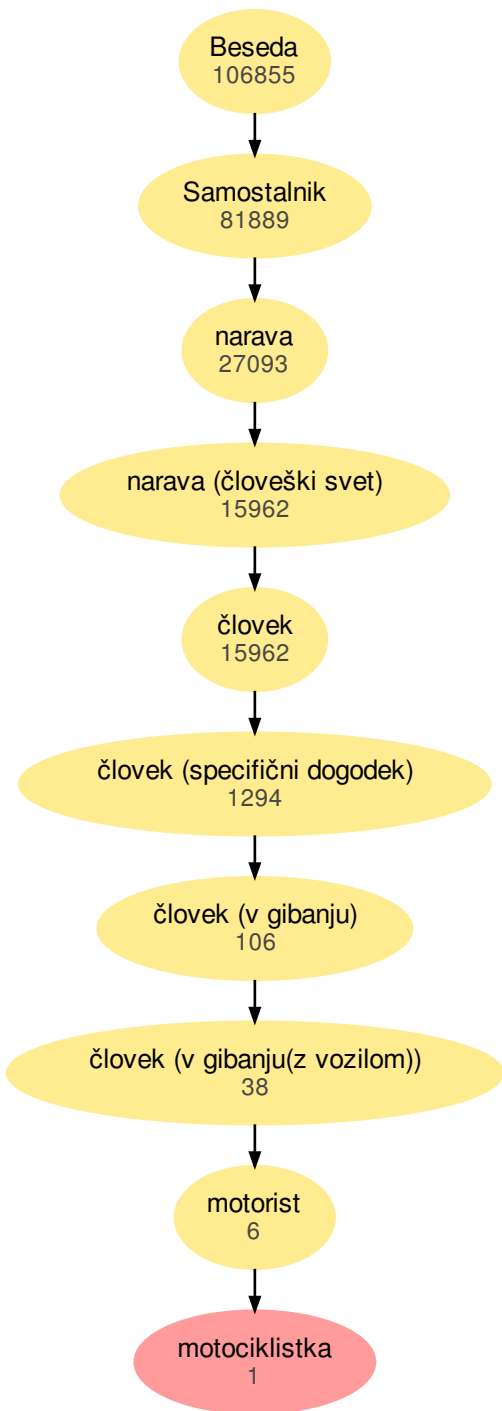 Beseda
106855
Samostalnik
81889
narava
27093
narava (človeški svet)
15962
človek
15962
človek (specifični dogodek)
1294
človek (v gibanju)
106
človek (v gibanju(z vozilom))
38
motorist
6
motociklistka
1